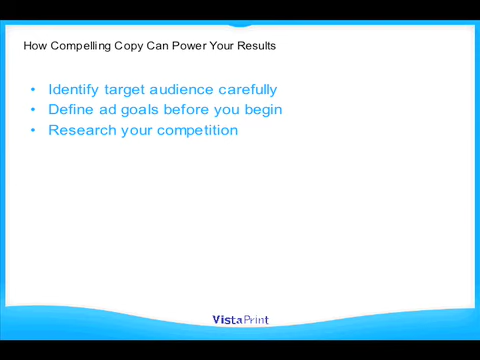 How Compelling Copy Can Power Your Results
• Identify target audience carefully
• Define ad goals before you begin
• Research your competition
VistaPrint